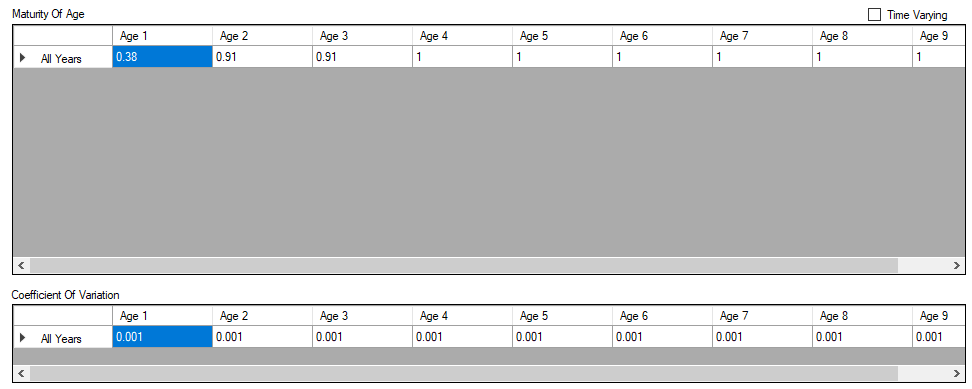 Maturity Of Age Time Varying
Age 1 Age 2 Age 3 Age 4 Age 5 Age 6 Age 7 Age 8 Age 9
All Years 0.38 0.91 0.91 1 1 1 1 1 1
Coefficient Of Variation
Age 1 Age 2 Age 3 Age 4 Age 5 Age 6 Age 7 Age 8 Age 9
All Years 0.001 0.001 0.001 0.001 0.001 0.001 0.001 0.001 0.001